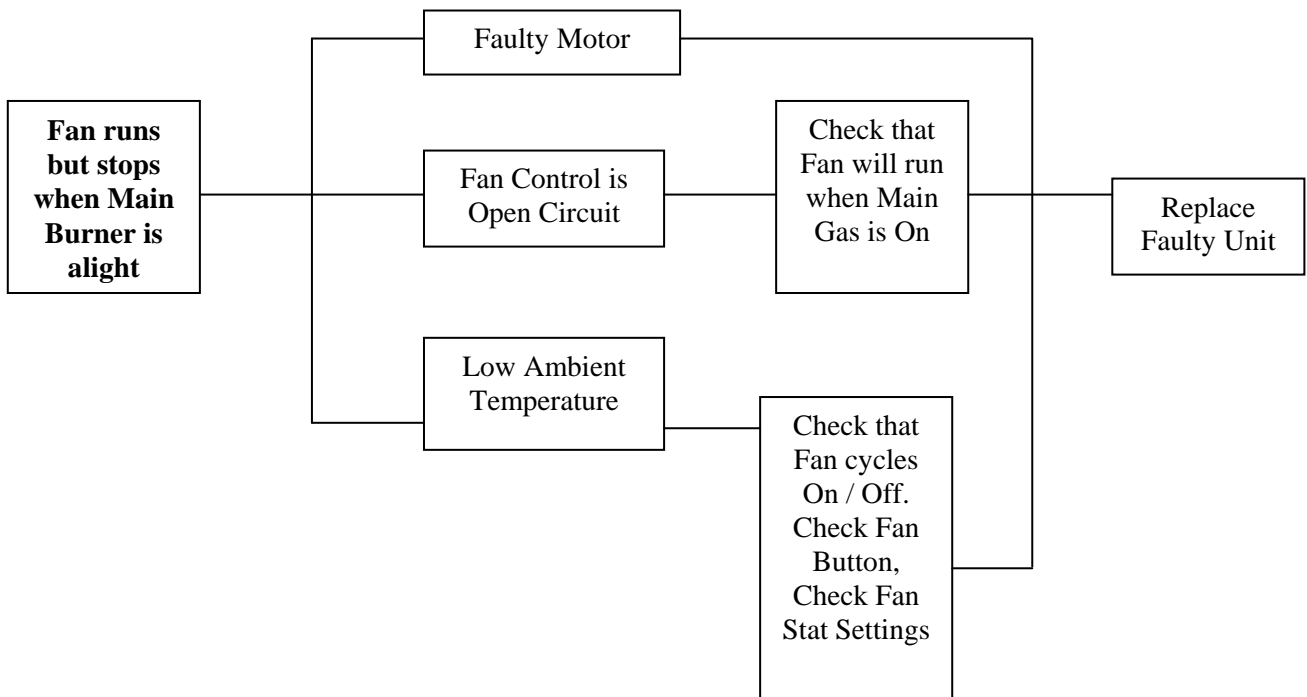 Faulty Motor
Fan runs
but stops
when Main
Burner is
alight
Fan Control is
Open Circuit
Check that
Fan will run
when Main
Gas is On
Replace
Faulty Unit
Low Ambient
Temperature
Check that
Fan cycles
On / Off.
Check Fan
Button,
Check Fan
Stat Settings